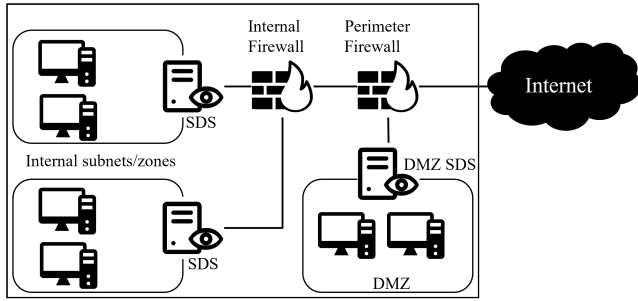 Internal
Firewall
Perimeter
Firewall
Internet
SDS
Internal subnets/zones
DMZ SDS
SDS
DMZ